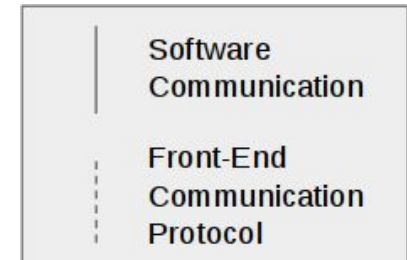 Software
Communication
Front-End
Communication
Protocol